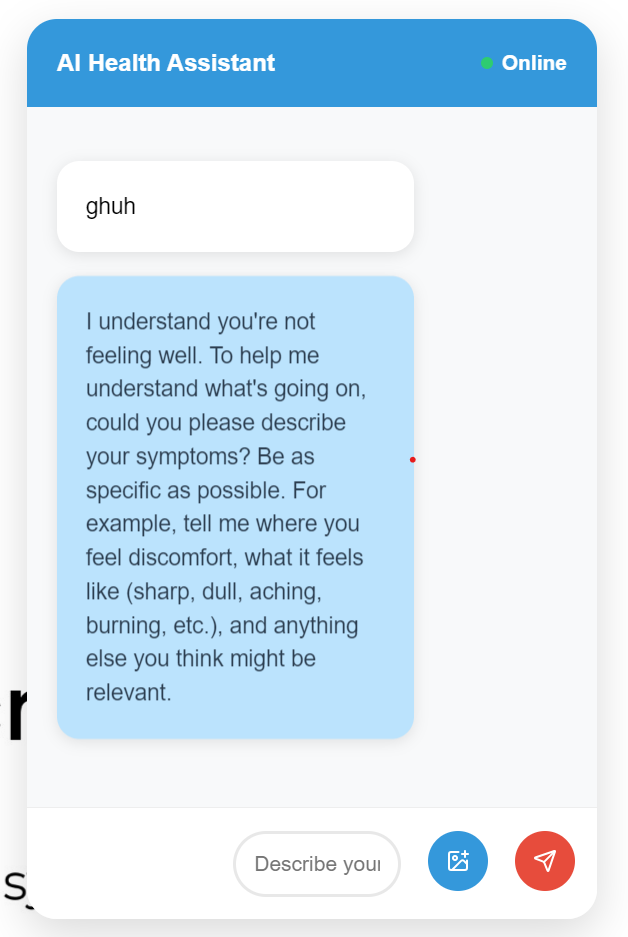 AI Health Assistant
Online
ghuh
I understand you're not
feeling well. To help me
understand what's going on,
could you please describe
your symptoms? Be as
specific as possible. For
example, tell me where you
feel discomfort, what it feels
like (sharp, dull, aching,
burning, etc.), and anything
else you think might be
relevant.
Describe your